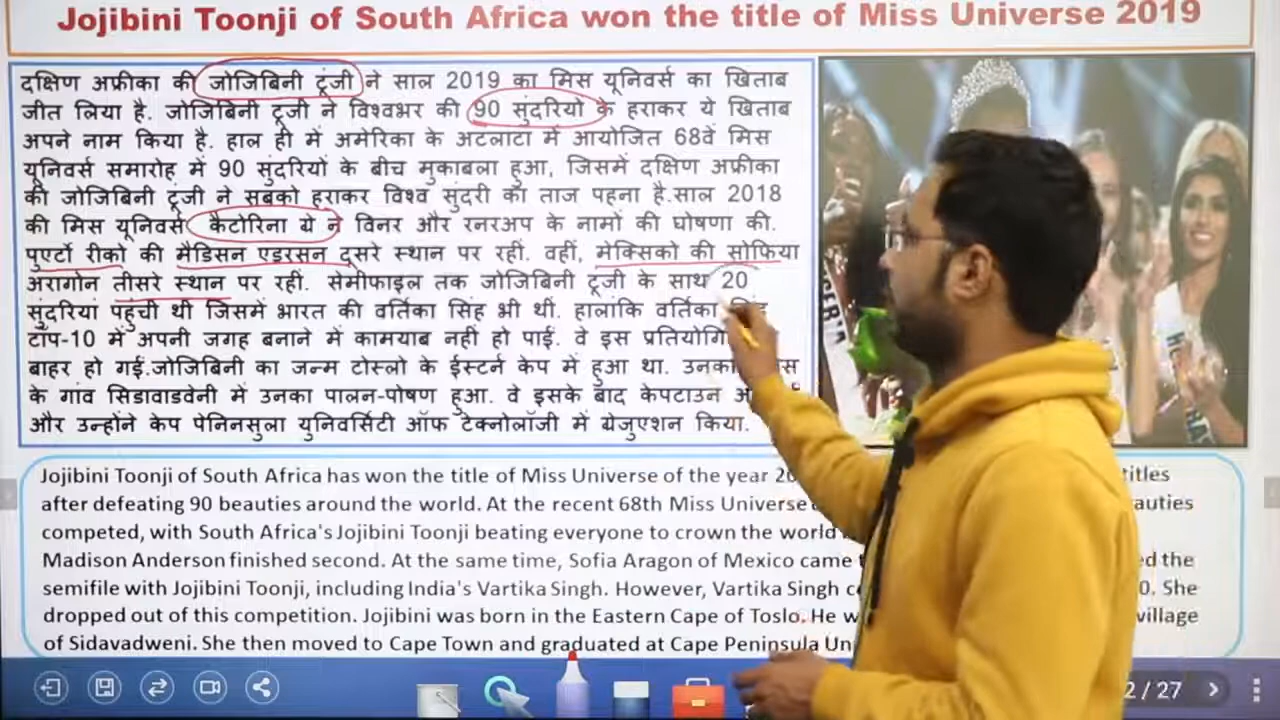 Jojibini Toonji of South Africa won the title of Miss Universe 2019
दक्षिण अफ्रीका की जोजिबिनी टूंजी ने साल 2019 का मिस यूनिवर्स का खिताब
जीत लिया है. जोजिबिनी टूंजी ने विश्वभर की 90 सुंदरियों के हराकर ये खिताब
अपने नाम किया है. हाल ही में अमेरिका के अटलांटा में आयोजित 68वें मिस
यूनिवर्स समारोह में 90 सुंदरियों के बीच मुकाबला हुआ, जिसमें दक्षिण अफ्रीका
की जोजिबिनी टूंजी ने सबको हराकर विश्व सुंदरी का ताज पहना है.साल 2018
की मिस यूनिवर्स कैटोरिना ग्रे ने विनर और रनरअप के नामों की घोषणा की.
पुएर्टो रीको की मैडिसन एंडरसन दूसरे स्थान पर रहीं. वहीं, मेक्सिको की सोफिया
अरागोन तीसरे स्थान पर रहीं. सेमीफाइल तक जोजिबिनी टूंजी के साथ 20
सुंदरियां पहुंची थीं जिसमें भारत की वर्तिका सिंह भी थीं. हालांकि वर्तिका सिंह
टॉप-10 में अपनी जगह बनाने में कामयाब नहीं हो पाईं. वे इस
बाहर हो गईं.जोजिबिनी का जन्म टोस्लो के ईस्टर्न केप में हुआ था.
के गांव सिडावाडवेनी में उनका पालन-पोषण हुआ. वे इसके बाद केपटाउन
और उन्होंने केप पेनिनसुला युनिवर्सिटी ऑफ टेक्नोलॉजी में ग्रेजुएशन किया.
Jojibini Toonji of South Africa has won the title of Miss Universe of the year titles
after defeating 90 beauties around the world. At the recent 68th Miss Universe
competed, with South Africa's Jojibini Toonji beating everyone to crown the world
Madison Anderson finished second. At the same time, Sofia Aragon of Mexico came the
semifile with Jojibini Toonji, including India's Vartika Singh. However, Vartika Singh She
dropped out of this competition. Jojibini was born in the Eastern Cape of Toslo. He village
of Sidavadweni. She then moved to Cape Town and graduated at Cape Peninsula
2 / 27